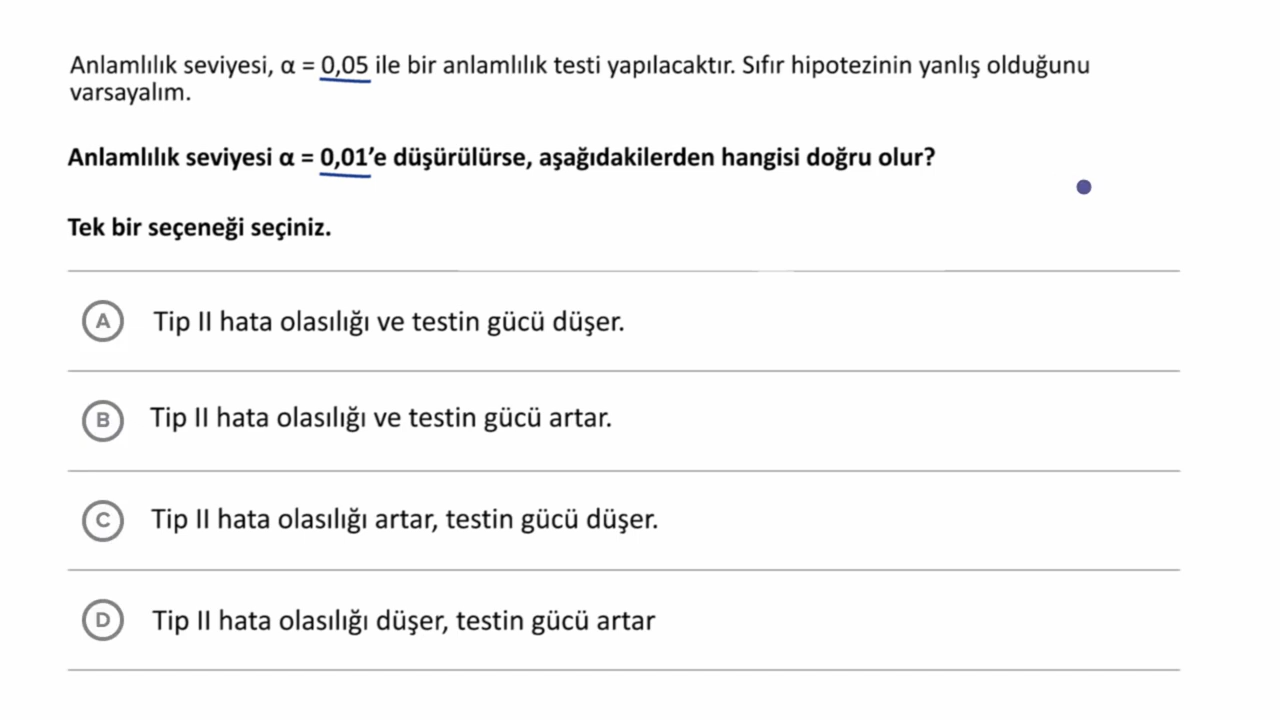 Anlamlılık seviyesi, α = 0,05 ile bir anlamlılık testi yapılacaktır. Sıfır hipotezinin yanlış olduğunu
varsayalım.
Anlamlılık seviyesi α = 0,01’e düşürülürse, aşağıdakilerden hangisi doğru olur?
Tek bir seçeneği seçiniz.
A Tip II hata olasılığı ve testin gücü düşer.
B Tip II hata olasılığı ve testin gücü artar.
C Tip II hata olasılığı artar, testin gücü düşer.
D Tip II hata olasılığı düşer, testin gücü artar